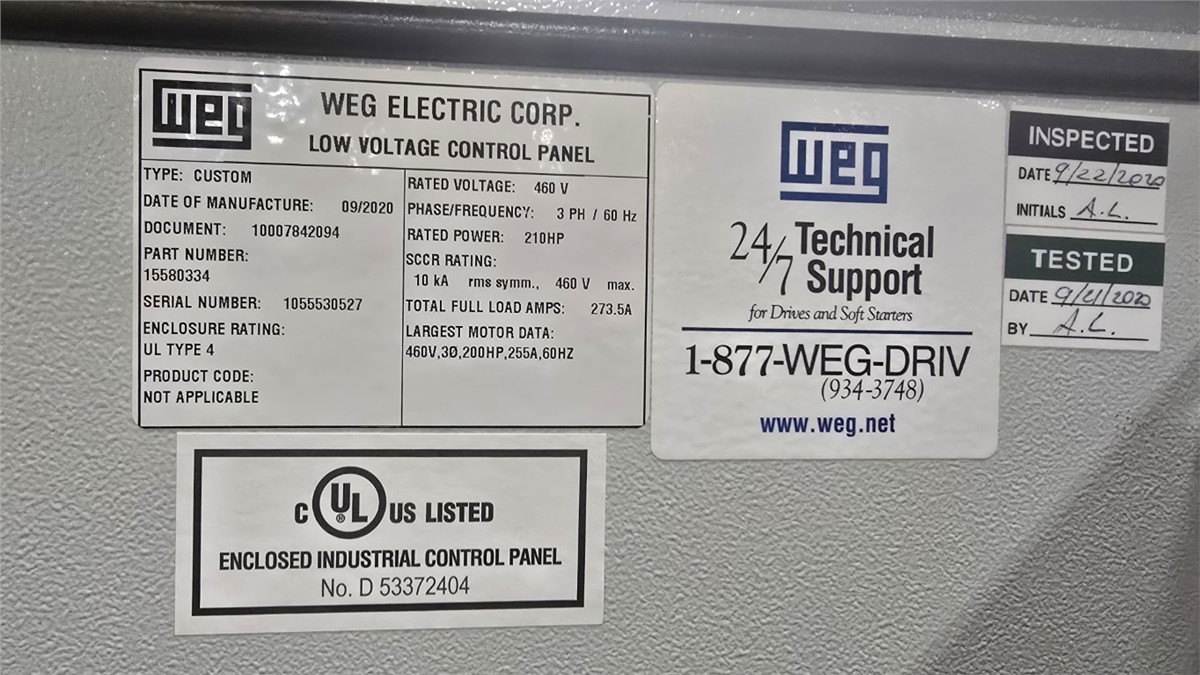 weg
WEG ELECTRIC CORP.
LOW VOLTAGE CONTROL PANEL
TYPE: CUSTOM
DATE OF MANUFACTURE: 09/2020
DOCUMENT: 10007842094
PART NUMBER:
15580334
SERIAL NUMBER: 1055530527
ENCLOSURE RATING:
UL TYPE 4
PRODUCT CODE:
NOT APPLICABLE
RATED VOLTAGE: 460 V
PHASE/FREQUENCY: 3 PH / 60 Hz
RATED POWER: 210HP
SCCR RATING:
10 kA rms symm., 460 V max.
TOTAL FULL LOAD AMPS: 273.5A
LARGEST MOTOR DATA:
460V,3Ø,200HP,255A,60HZ
weg
24/7 Technical
Support
for Drives and Soft Starters
1-877-WEG-DRIV
(934-3748)
www.weg.net
INSPECTED
DATE 9/22/2020
INITIALS A.L.
TESTED
DATE 9/21/2020
BY A.L.
C UL ® US LISTED
ENCLOSED INDUSTRIAL CONTROL PANEL
No. D 53372404